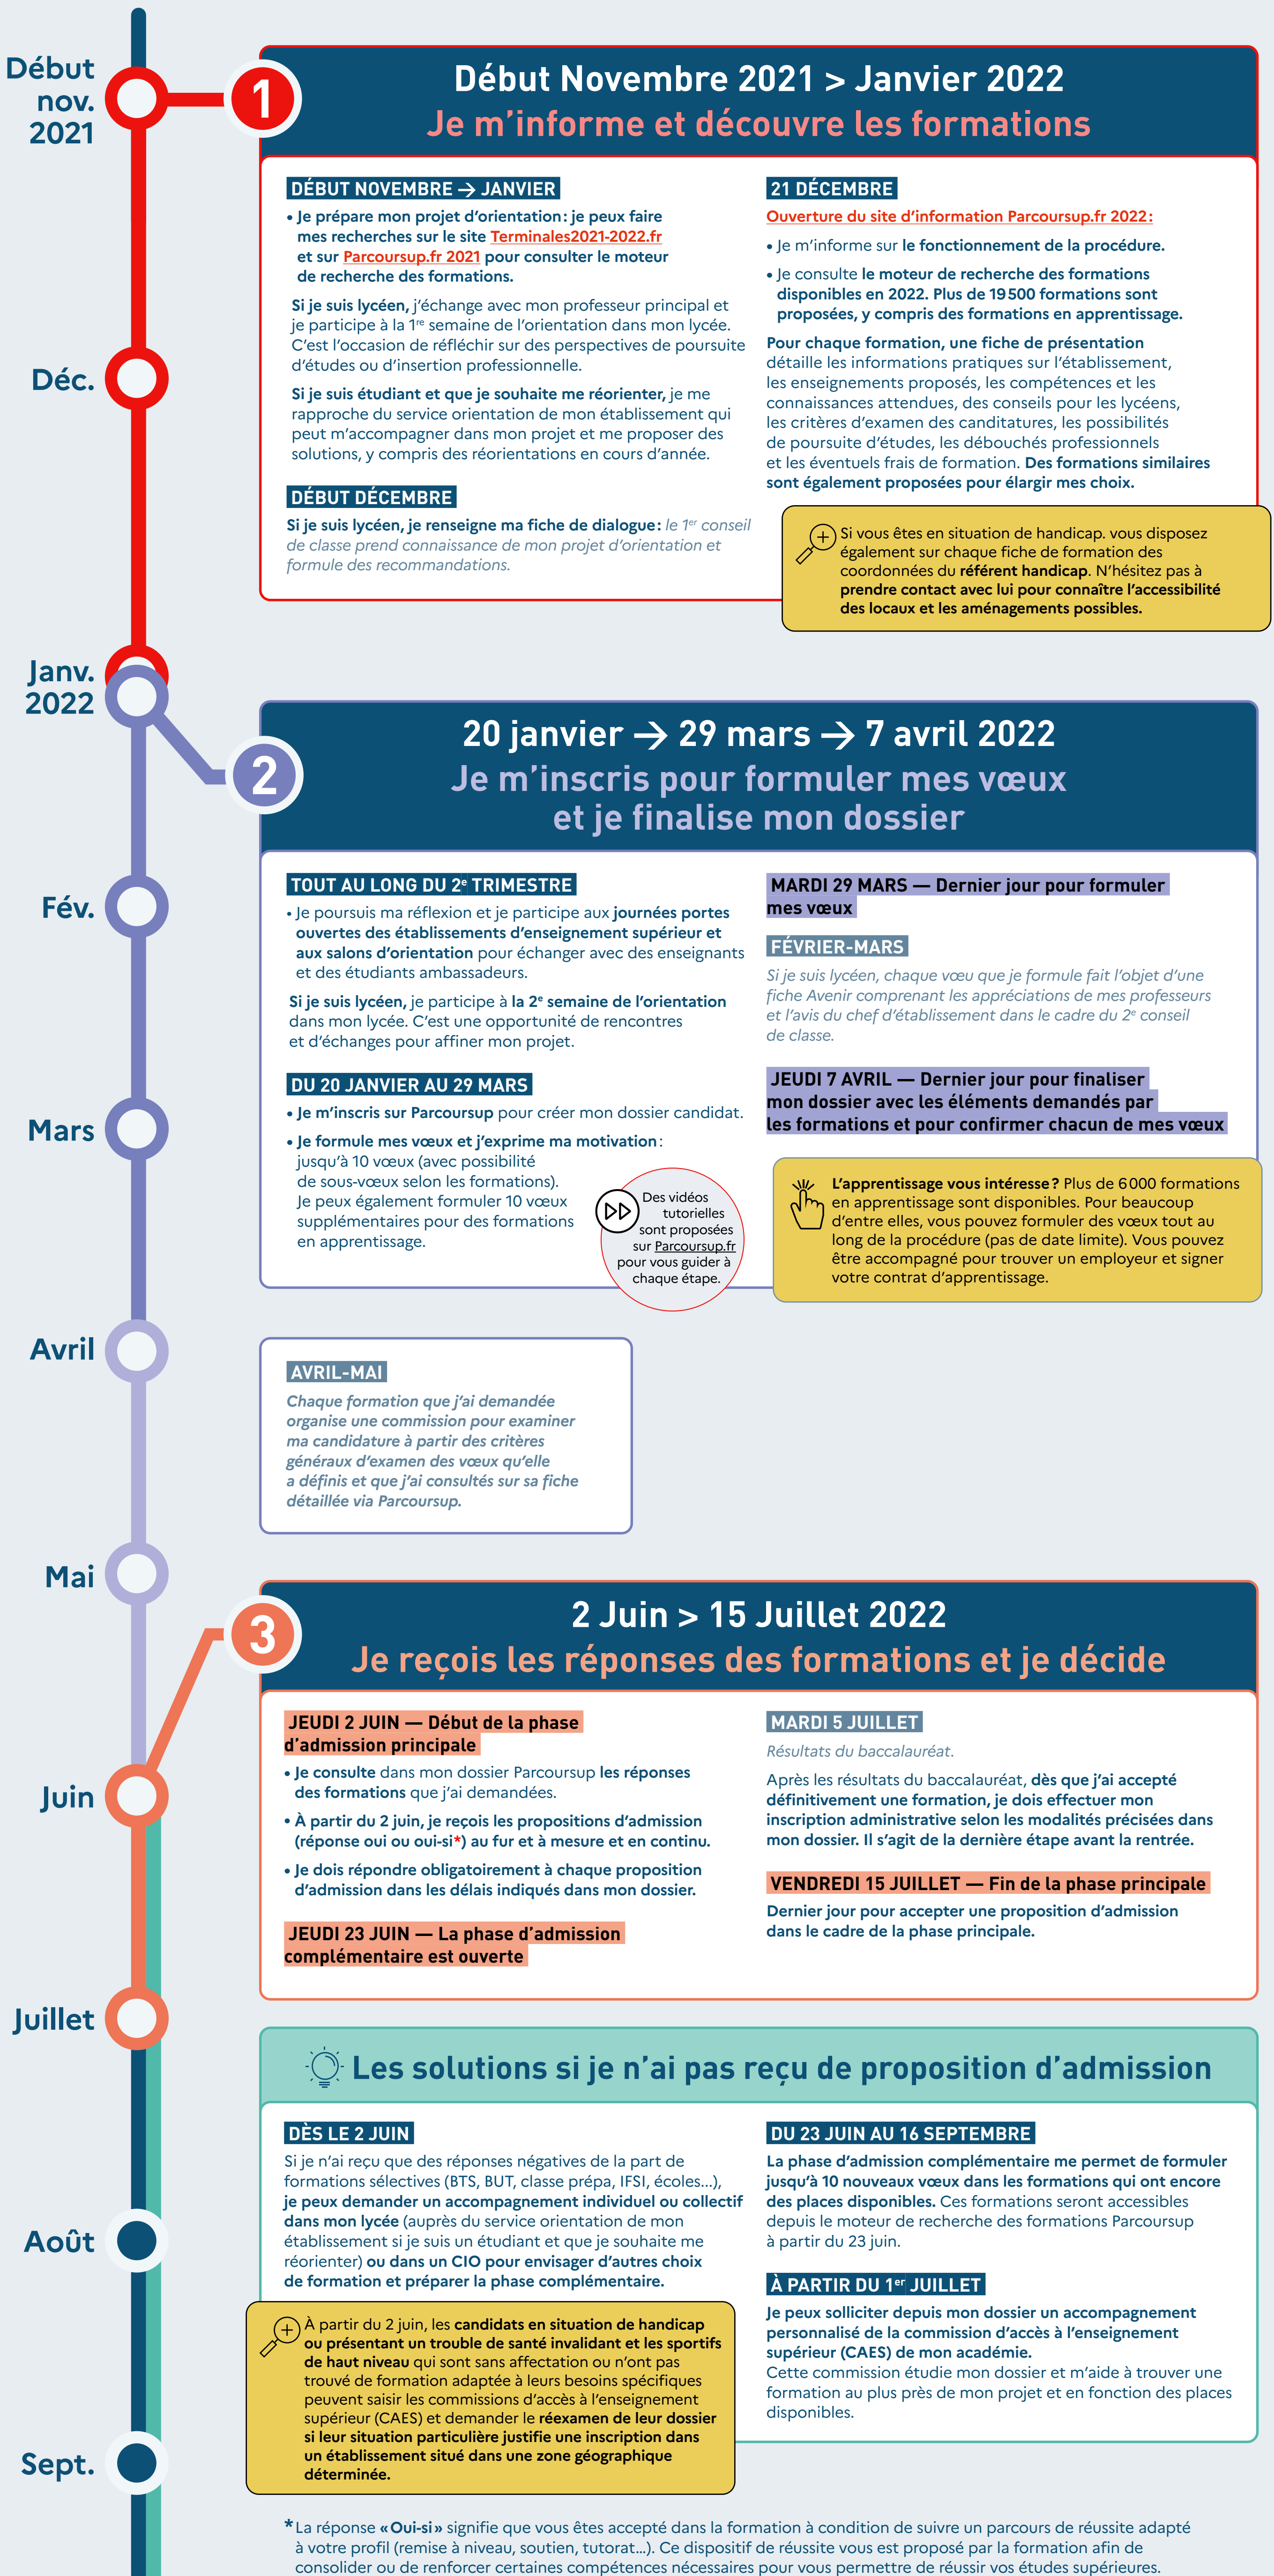 Début
nov.
2021
1
Début Novembre 2021 > Janvier 2022
Je m’informe et découvre les formations
DÉBUT NOVEMBRE → JANVIER
• Je prépare mon projet d’orientation : je peux faire
mes recherches sur le site Terminales2021-2022.fr
et sur Parcoursup.fr 2021 pour consulter le moteur
de recherche des formations.
Si je suis lycéen, j’échange avec mon professeur principal et
je participe à la 1re semaine de l’orientation dans mon lycée.
C’est l’occasion de réfléchir sur des perspectives de poursuite
d’études ou d’insertion professionnelle.
Si je suis étudiant et que je souhaite me réorienter, je me
rapproche du service orientation de mon établissement qui
peut m’accompagner dans mon projet et me proposer des
solutions, y compris des réorientations en cours d’année.
DÉBUT DÉCEMBRE
Si je suis lycéen, je renseigne ma fiche de dialogue : le 1er conseil
de classe prend connaissance de mon projet d’orientation et
formule des recommandations.
21 DÉCEMBRE
Ouverture du site d’information Parcoursup.fr 2022 :
• Je m’informe sur le fonctionnement de la procédure.
• Je consulte le moteur de recherche des formations
disponibles en 2022. Plus de 19 500 formations sont
proposées, y compris des formations en apprentissage.
Pour chaque formation, une fiche de présentation
détaille les informations pratiques sur l’établissement,
les enseignements proposés, les compétences et les
connaissances attendues, des conseils pour les lycéens,
les critères d’examen des canditatures, les possibilités
de poursuite d’études, les débouchés professionnels
et les éventuels frais de formation. Des formations similaires
sont également proposées pour élargir mes choix.
Si vous êtes en situation de handicap. vous disposez
également sur chaque fiche de formation des
coordonnées du référent handicap. N’hésitez pas à
prendre contact avec lui pour connaître l’accessibilité
des locaux et les aménagements possibles.
Déc.
Janv.
2022
2
20 janvier → 29 mars → 7 avril 2022
Je m’inscris pour formuler mes vœux
et je finalise mon dossier
TOUT AU LONG DU 2e TRIMESTRE
• Je poursuis ma réflexion et je participe aux journées portes
ouvertes des établissements d’enseignement supérieur et
aux salons d’orientation pour échanger avec des enseignants
et des étudiants ambassadeurs.
Si je suis lycéen, je participe à la 2e semaine de l’orientation
dans mon lycée. C’est une opportunité de rencontres
et d’échanges pour affiner mon projet.
DU 20 JANVIER AU 29 MARS
• Je m’inscris sur Parcoursup pour créer mon dossier candidat.
• Je formule mes vœux et j’exprime ma motivation :
jusqu’à 10 vœux (avec possibilité
de sous-vœux selon les formations).
Je peux également formuler 10 vœux
supplémentaires pour des formations
en apprentissage.
Des vidéos
tutorielles
sont proposées
sur Parcoursup.fr
pour vous guider à
chaque étape.
MARDI 29 MARS — Dernier jour pour formuler
mes vœux
FÉVRIER-MARS
Si je suis lycéen, chaque vœu que je formule fait l’objet d’une
fiche Avenir comprenant les appréciations de mes professeurs
et l’avis du chef d’établissement dans le cadre du 2e conseil
de classe.
JEUDI 7 AVRIL — Dernier jour pour finaliser
mon dossier avec les éléments demandés par
les formations et pour confirmer chacun de mes vœux
L’apprentissage vous intéresse ? Plus de 6 000 formations
en apprentissage sont disponibles. Pour beaucoup
d’entre elles, vous pouvez formuler des vœux tout au
long de la procédure (pas de date limite). Vous pouvez
être accompagné pour trouver un employeur et signer
votre contrat d’apprentissage.
Fév.
Mars
Avril
AVRIL-MAI
Chaque formation que j’ai demandée
organise une commission pour examiner
ma candidature à partir des critères
généraux d’examen des vœux qu’elle
a définis et que j’ai consultés sur sa fiche
détaillée via Parcoursup.
Mai
3
2 Juin > 15 Juillet 2022
Je reçois les réponses des formations et je décide
JEUDI 2 JUIN — Début de la phase
d’admission principale
• Je consulte dans mon dossier Parcoursup les réponses
des formations que j’ai demandées.
• À partir du 2 juin, je reçois les propositions d’admission
(réponse oui ou oui-si*) au fur et à mesure et en continu.
• Je dois répondre obligatoirement à chaque proposition
d’admission dans les délais indiqués dans mon dossier.
JEUDI 23 JUIN — La phase d’admission
complémentaire est ouverte
MARDI 5 JUILLET
Résultats du baccalauréat.
Après les résultats du baccalauréat, dès que j’ai accepté
définitivement une formation, je dois effectuer mon
inscription administrative selon les modalités précisées dans
mon dossier. Il s’agit de la dernière étape avant la rentrée.
VENDREDI 15 JUILLET — Fin de la phase principale
Dernier jour pour accepter une proposition d’admission
dans le cadre de la phase principale.
Juin
Juillet
Les solutions si je n’ai pas reçu de proposition d’admission
DÈS LE 2 JUIN
Si je n’ai reçu que des réponses négatives de la part de
formations sélectives (BTS, BUT, classe prépa, IFSI, écoles...),
je peux demander un accompagnement individuel ou collectif
dans mon lycée (auprès du service orientation de mon
établissement si je suis un étudiant et que je souhaite me
réorienter) ou dans un CIO pour envisager d’autres choix
de formation et préparer la phase complémentaire.
À partir du 2 juin, les candidats en situation de handicap
ou présentant un trouble de santé invalidant et les sportifs
de haut niveau qui sont sans affectation ou n’ont pas
trouvé de formation adaptée à leurs besoins spécifiques
peuvent saisir les commissions d’accès à l’enseignement
supérieur (CAES) et demander le réexamen de leur dossier
si leur situation particulière justifie une inscription dans
un établissement situé dans une zone géographique
déterminée.
DU 23 JUIN AU 16 SEPTEMBRE
La phase d’admission complémentaire me permet de formuler
jusqu’à 10 nouveaux vœux dans les formations qui ont encore
des places disponibles. Ces formations seront accessibles
depuis le moteur de recherche des formations Parcoursup
à partir du 23 juin.
À PARTIR DU 1er JUILLET
Je peux solliciter depuis mon dossier un accompagnement
personnalisé de la commission d’accès à l’enseignement
supérieur (CAES) de mon académie.
Cette commission étudie mon dossier et m’aide à trouver une
formation au plus près de mon projet et en fonction des places
disponibles.
Août
Sept.
* La réponse « Oui-si » signifie que vous êtes accepté dans la formation à condition de suivre un parcours de réussite adapté
à votre profil (remise à niveau, soutien, tutorat...). Ce dispositif de réussite vous est proposé par la formation afin de
consolider ou de renforcer certaines compétences nécessaires pour vous permettre de réussir vos études supérieures.